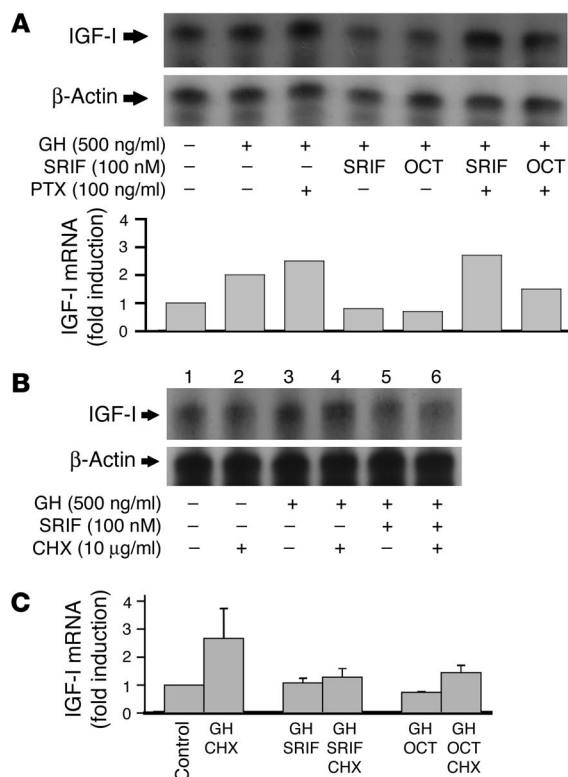 A
IGF-I
β-Actin
GH (500 ng/ml) – + + + + + +
SRIF (100 nM) – – – SRIF OCT SRIF OCT
PTX (100 ng/ml) – – + – – + +
IGF-I mRNA
(fold induction)
4
3
2
1
0
B
1 2 3 4 5 6
IGF-I
β-Actin
GH (500 ng/ml) – – + + + +
SRIF (100 nM) – – – – + +
CHX (10 μg/ml) – + – + – +
C
IGF-I mRNA
(fold induction)
4
3
2
1
0
Control
GH
CHX
GH
SRIF
GH
SRIF
CHX
GH
OCT
GH
OCT
CHX